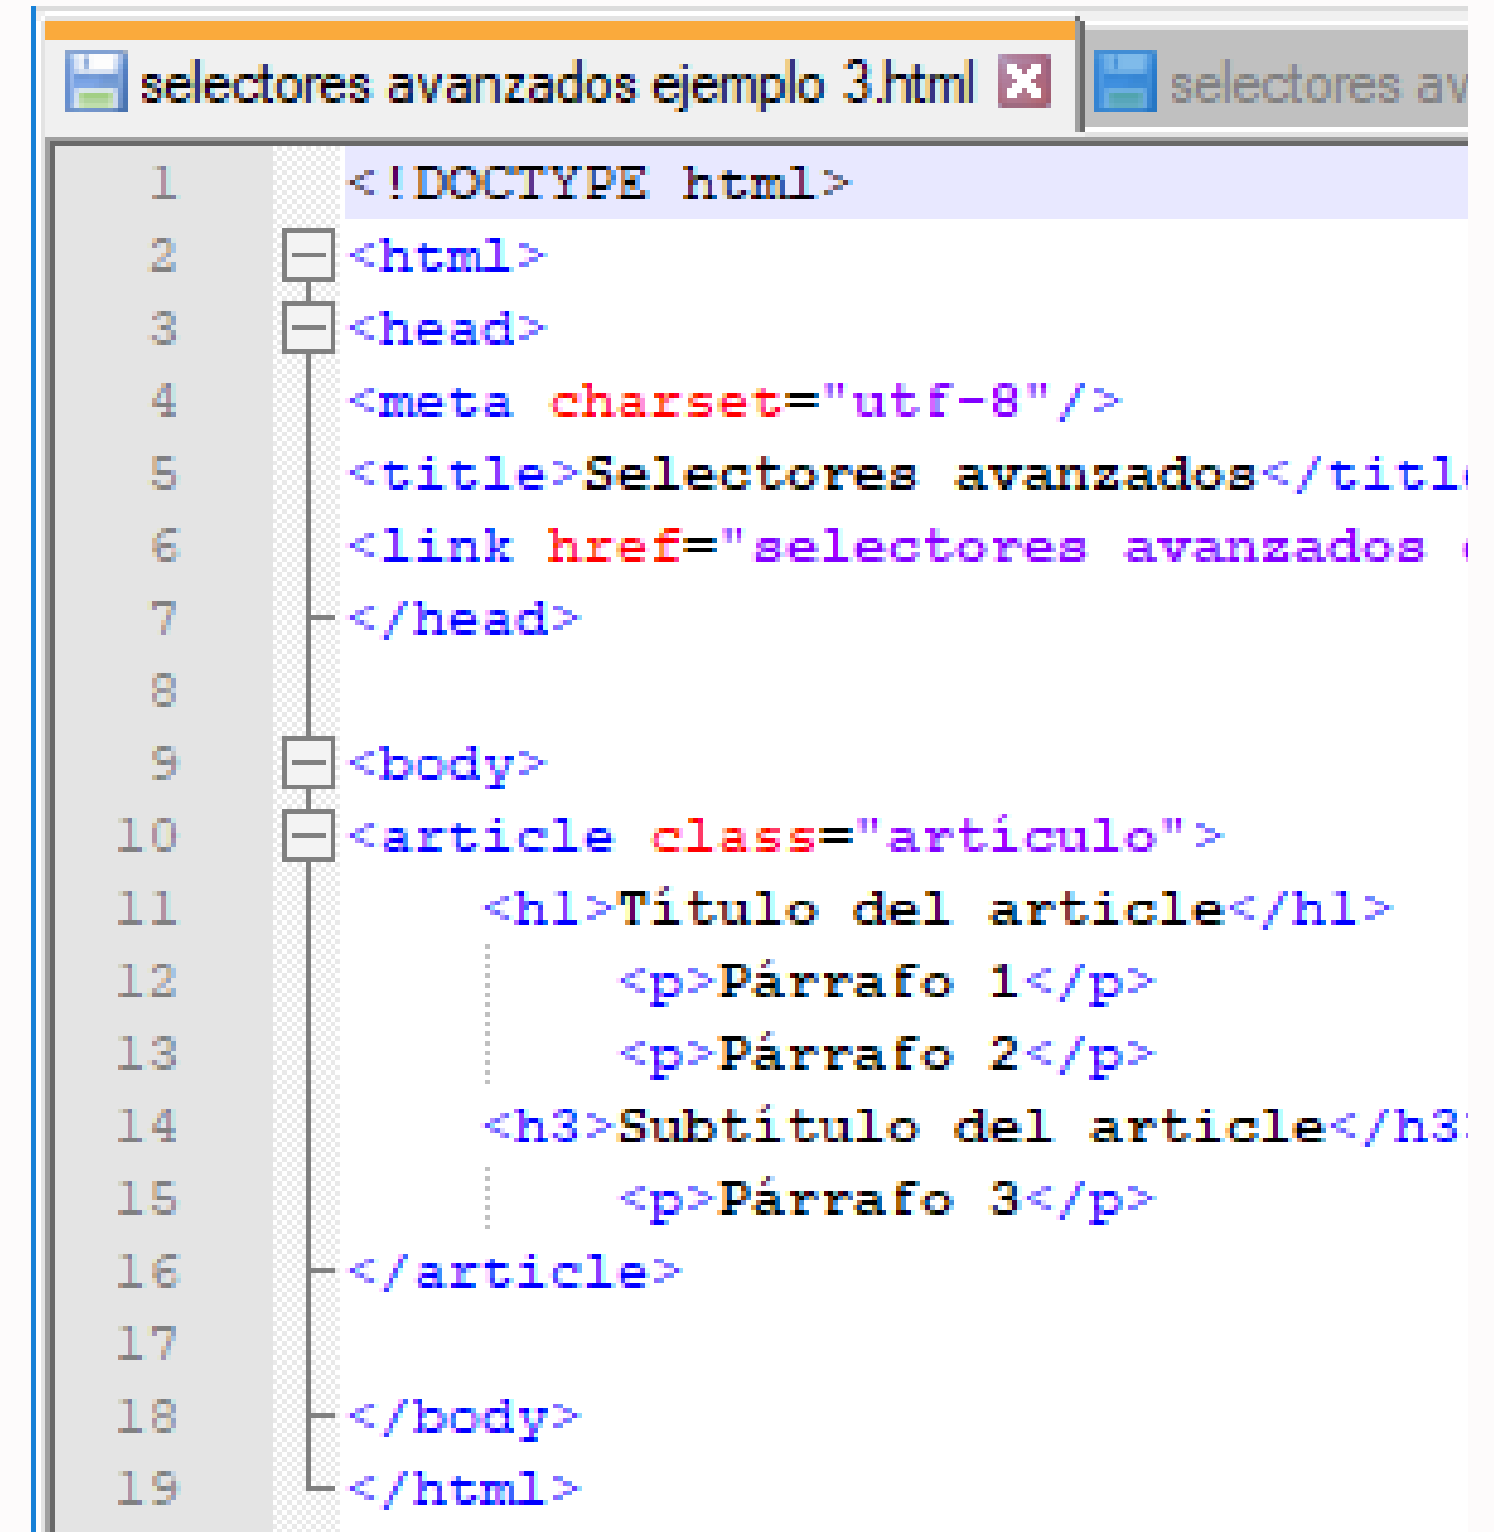 selectores avanzados ejemplo 3.html selectores av
1 <!DOCTYPE html>
2 <html>
3 <head>
4 <meta charset="utf-8"/>
5 <title>Selectores avanzados</titl
6 <link href="selectores avanzados
7 </head>
8
9 <body>
10 <article class="artículo">
11 <h1>Título del article</h1>
12 <p>Párrafo 1</p>
13 <p>Párrafo 2</p>
14 <h3>Subtítulo del article</h3
15 <p>Párrafo 3</p>
16 </article>
17
18 </body>
19 </html>